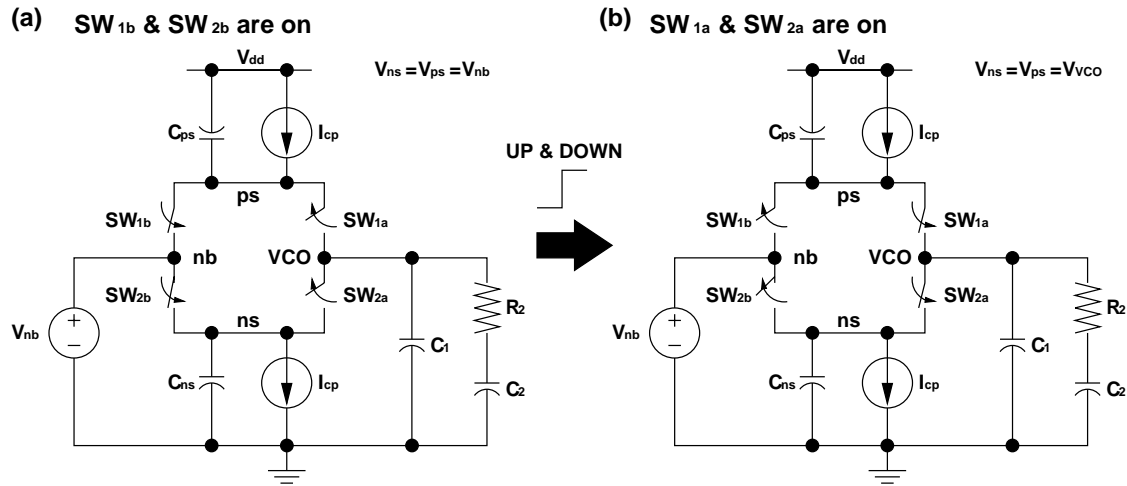 (a) SW1b & SW2b are on
Vdd
Vns = Vps = Vnb
Cps
Icp
ps
SW1b
SW1a
nb
VCO
SW2b
SW2a
Vnb
+
−
ns
R2
C1
Cns
Icp
C2
UP & DOWN
(b) SW1a & SW2a are on
Vdd
Vns = Vps = VVCO
Cps
Icp
ps
SW1b
SW1a
nb
VCO
SW2b
SW2a
Vnb
+
−
ns
R2
C1
Cns
Icp
C2